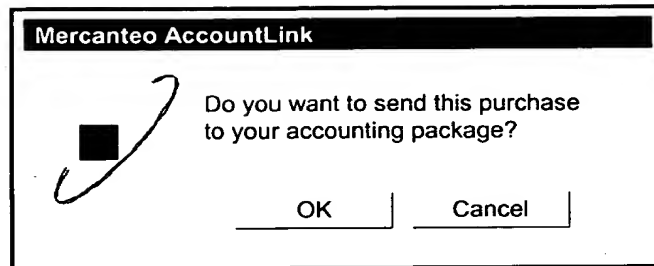 Mercanteo AccountLink
Do you want to send this purchase
to your accounting package?
OK Cancel